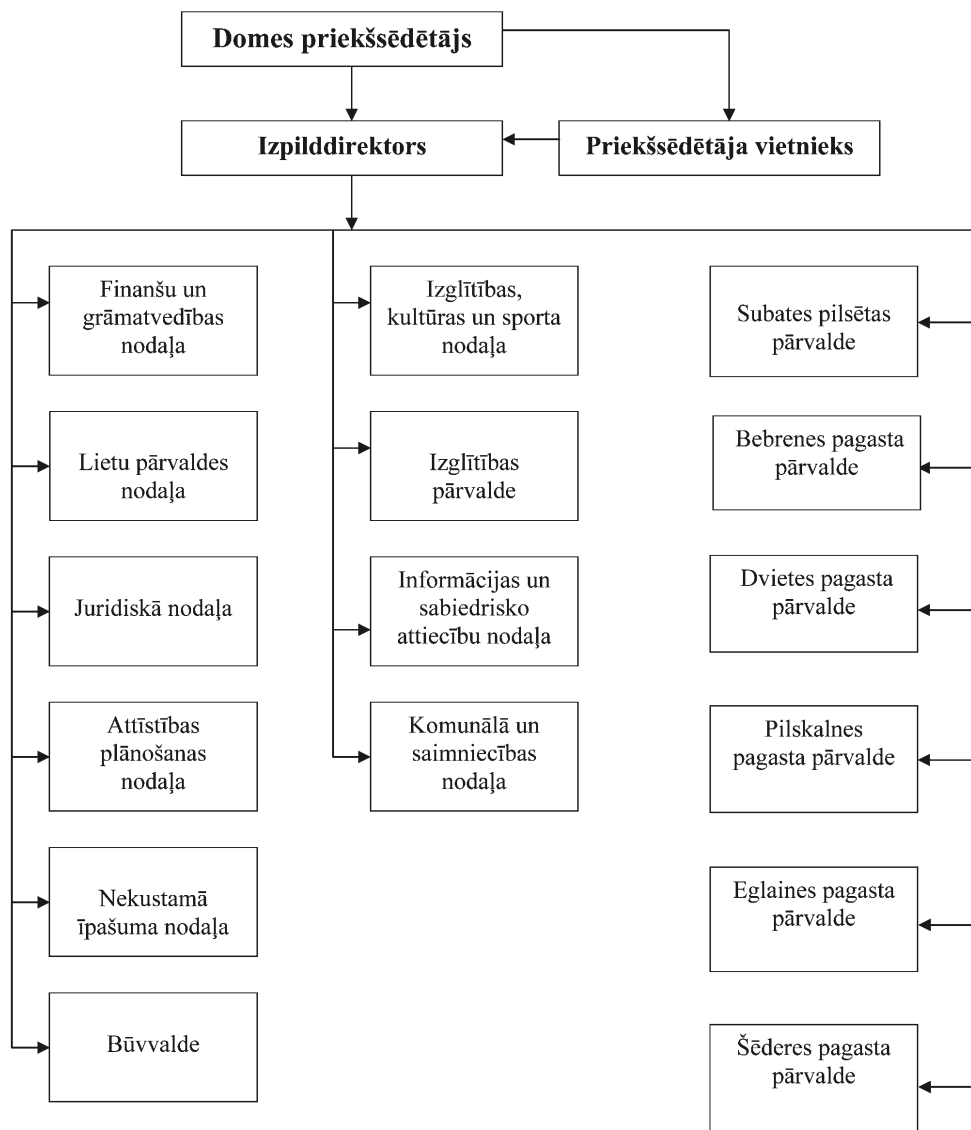 Domes priekšsēdētājs
Izpilddirektors
Priekšsēdētāja vietnieks
Finanšu un
grāmatvedības
nodaļa
Lietu pārvaldes
nodaļa
Juridiskā nodaļa
Attīstības
plānošanas
nodaļa
Nekustamā
īpašuma nodaļa
Būvvalde
Izglītības,
kultūras un sporta
nodaļa
Izglītības
pārvalde
Informācijas un
sabiedrisko
attiecību nodaļa
Komunālā un
saimniecības
nodaļa
Subates pilsētas
pārvalde
Bebrenes pagasta
pārvalde
Dvietes pagasta
pārvalde
Pilskalnes
pagasta pārvalde
Eglaines pagasta
pārvalde
Šēderes pagasta
pārvalde